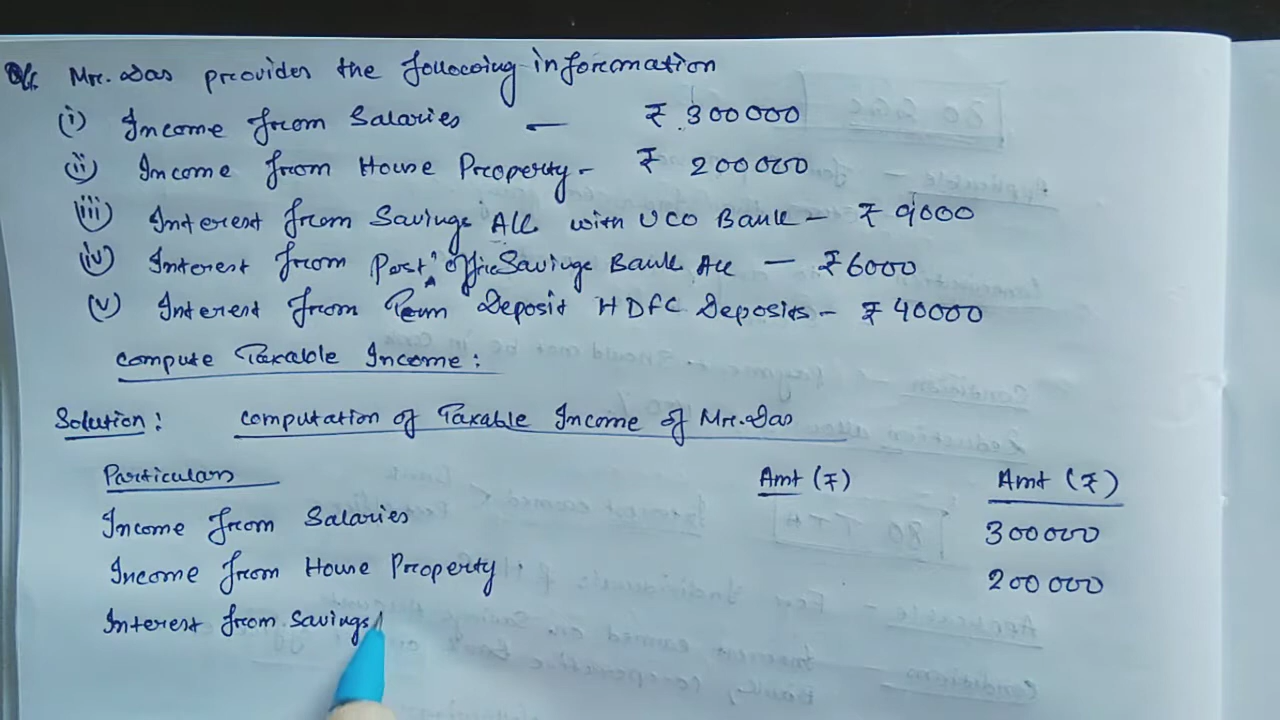 Q1. Mr. Das provides the following information
(i) Income from Salaries — ₹ 300000
(ii) Income from House Property - ₹ 200000
(iii) Interest from Savings A/c with UCO Bank - ₹ 9000
(iv) Interest from Post Office Savings Bank A/c — ₹6000
(v) Interest from Term Deposit HDFC Deposits - ₹ 40000
Compute Taxable Income:
Solution: Computation of Taxable Income of Mr. Das
Particulars Amt (₹) Amt (₹)
Income from Salaries 300000
Income from House Property 200000
Interest from Savings